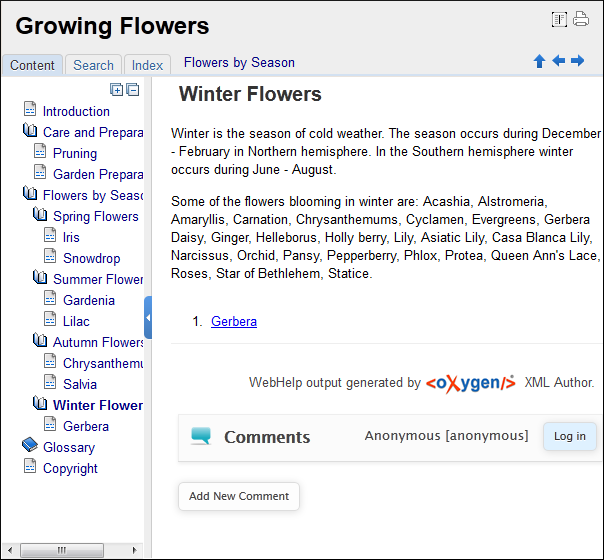 Growing Flowers
Content
Search
Index
Flowers by Season
Introduction
Care and Prepara
Pruning
Garden Prepara
Flowers by Seaso
Spring Flowers
Iris
Snowdrop
Summer Flower
Gardenia
Lilac
Autumn Flowers
Chrysanthemu
Salvia
Winter Flower
Gerbera
Glossary
Copyright
Winter Flowers
Winter is the season of cold weather. The season occurs during December
- February in Northern hemisphere. In the Southern hemisphere winter
occurs during June - August.
Some of the flowers blooming in winter are: Acashia, Alstromeria,
Amaryllis, Carnation, Chrysanthemums, Cyclamen, Evergreens, Gerbera
Daisy, Ginger, Helleborus, Holly berry, Lily, Asiatic Lily, Casa Blanca Lily,
Narcissus, Orchid, Pansy, Pepperberry, Phlox, Protea, Queen Ann's Lace,
Roses, Star of Bethlehem, Statice.
1. Gerbera
WebHelp output generated by <oXygen/> XML Author.
Comments
Anonymous [anonymous]
Log in
Add New Comment